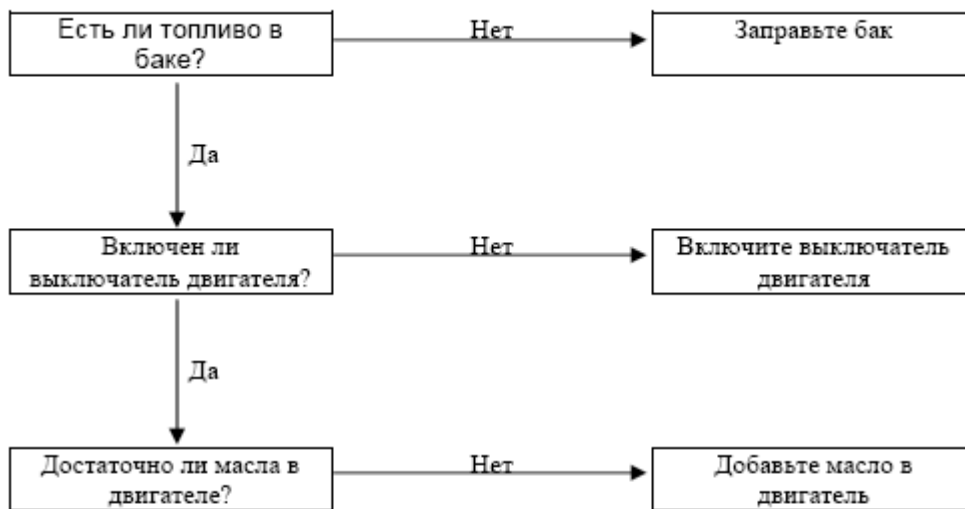 Есть ли топливо в
баке?
Нет
Заправьте бак
Да
Включен ли
выключатель двигателя?
Нет
Включите выключатель
двигателя
Да
Достаточно ли масла в
двигателе?
Нет
Добавьте масло в
двигатель